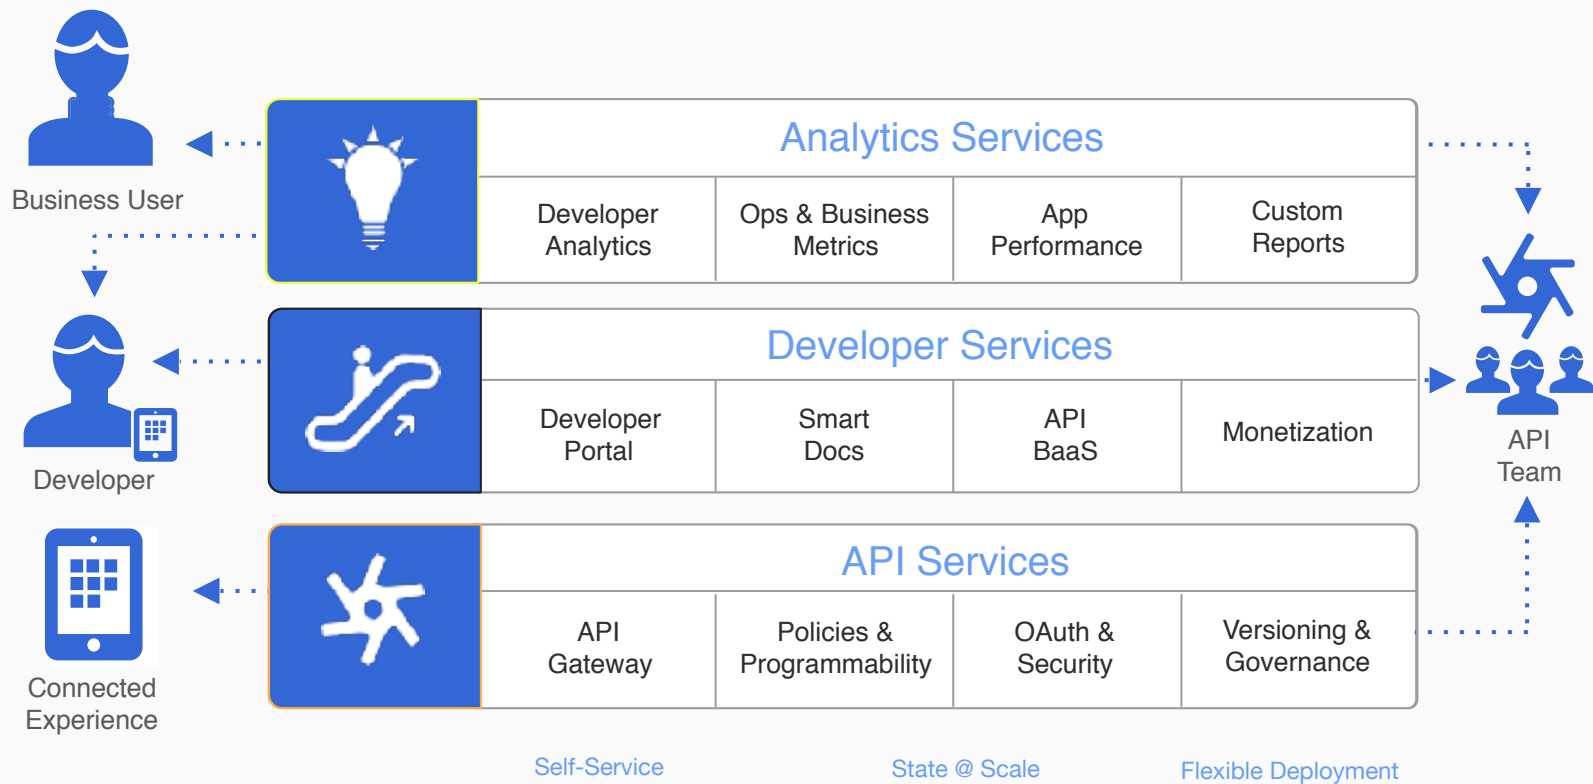 Business User
Analytics Services
Developer
Analytics
Ops & Business
Metrics
App
Performance
Custom
Reports
Developer
Developer Services
Developer
Portal
Smart
Docs
API
BaaS
Monetization
API
Team
Connected
Experience
API Services
API
Gateway
Policies &
Programmability
OAuth &
Security
Versioning &
Governance
Self-Service
State @ Scale
Flexible Deployment